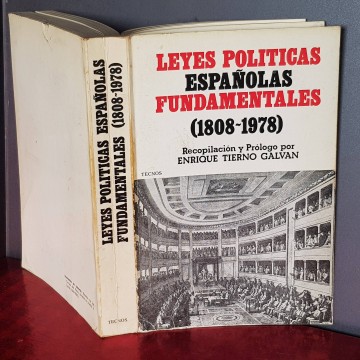 LEYES POLITICAS ESPAÑOLAS
FUNDAMENTALES (1808-1978)
TECNOS
LEYES POLITICAS
ESPAÑOLAS
FUNDAMENTALES
(1808-1978)
Recopilación y Prólogo por
ENRIQUE TIERNO GALVAN
TECNOS